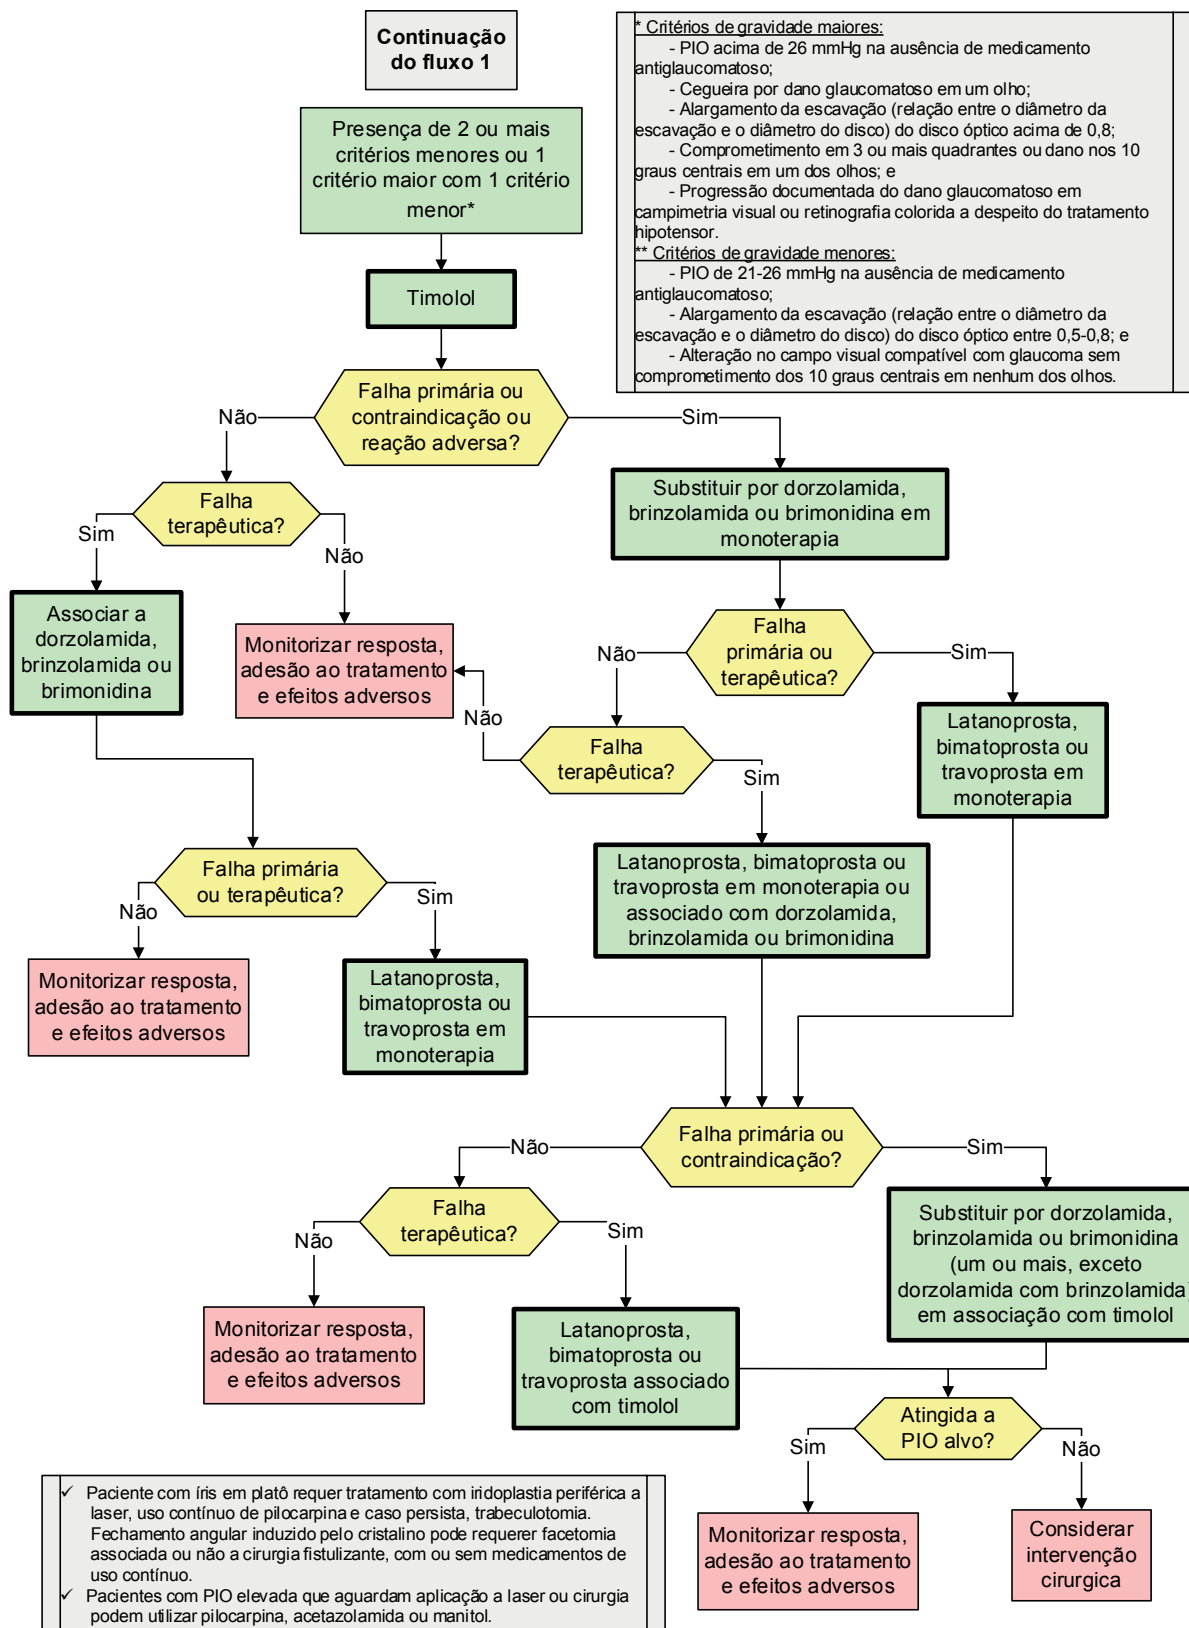 Continuação
do fluxo 1
* Critérios de gravidade maiores:
- PIO acima de 26 mmHg na ausência de medicamento
antiglaucomatoso;
- Cegueira por dano glaucomatoso em um olho;
- Alargamento da escavação (relação entre o diâmetro da
escavação e o diâmetro do disco) do disco óptico acima de 0,8;
- Comprometimento em 3 ou mais quadrantes ou dano nos 10
graus centrais em um dos olhos; e
- Progressão documentada do dano glaucomatoso em
campimetria visual ou retinografia colorida a despeito do tratamento
hipotensor.
** Critérios de gravidade menores:
- PIO de 21-26 mmHg na ausência de medicamento
antiglaucomatoso;
- Alargamento da escavação (relação entre o diâmetro da
escavação e o diâmetro do disco) do disco óptico entre 0,5-0,8; e
- Alteração no campo visual compatível com glaucoma sem
comprometimento dos 10 graus centrais em nenhum dos olhos.
Presença de 2 ou mais
critérios menores ou 1
critério maior com 1 critério
menor*
Timolol
Falha primária ou
contraindicação ou
reação adversa?
Não
Sim
Falha
terapêutica?
Sim
Não
Substituir por dorzolamida,
brinzolamida ou brimonidina em
monoterapia
Associar a
dorzolamida,
brinzolamida ou
brimonidina
Monitorizar resposta,
adesão ao tratamento
e efeitos adversos
Falha
primária ou
terapêutica?
Não
Sim
Não
Falha
terapêutica?
Sim
Latanoprosta,
bimatoprosta ou
travoprosta em
monoterapia
Falha primária
ou terapêutica?
Não
Sim
Latanoprosta, bimatoprosta ou
travoprosta em monoterapia ou
associado com dorzolamida,
brinzolamida ou brimonidina
Monitorizar resposta,
adesão ao tratamento
e efeitos adversos
Latanoprosta,
bimatoprosta ou
travoprosta em
monoterapia
Falha primária ou
contraindicação?
Não
Sim
Falha
terapêutica?
Não
Sim
Substituir por dorzolamida,
brinzolamida ou brimonidina
(um ou mais, exceto
dorzolamida com brinzolamida)
em associação com timolol
Monitorizar resposta,
adesão ao tratamento
e efeitos adversos
Latanoprosta,
bimatoprosta ou
travoprosta associado
com timolol
Atingida a
PIO alvo?
Sim
Não
Monitorizar resposta,
adesão ao tratamento
e efeitos adversos
Considerar
intervenção
cirurgica
✓ Paciente com íris em platô requer tratamento com iridoplastia periférica a
laser, uso contínuo de pilocarpina e caso persista, trabeculotomia.
Fechamento angular induzido pelo cristalino pode requerer facetomia
associada ou não a cirurgia fistulizante, com ou sem medicamentos de
uso contínuo.
✓ Pacientes com PIO elevada que aguardam aplicação a laser ou cirurgia
podem utilizar pilocarpina, acetazolamida ou manitol.